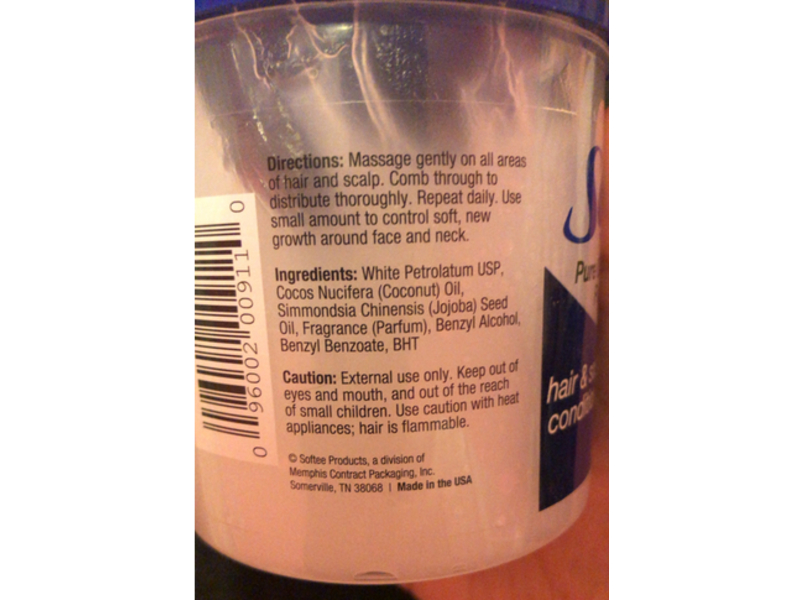 Directions: Massage gently on all areas
of hair and scalp. Comb through to
distribute thoroughly. Repeat daily. Use
small amount to control soft, new
growth around face and neck.
Ingredients: White Petrolatum USP,
Cocos Nucifera (Coconut) Oil,
Simmondsia Chinensis (Jojoba) Seed
Oil, Fragrance (Parfum), Benzyl Alcohol,
Benzyl Benzoate, BHT
Caution: External use only. Keep out of
eyes and mouth, and out of the reach
of small children. Use caution with heat
appliances; hair is flammable.
© Softee Products, a division of
Memphis Contract Packaging, Inc.
Somerville, TN 38068 | Made in the USA
0 96002 00911 0
Pure
hair &